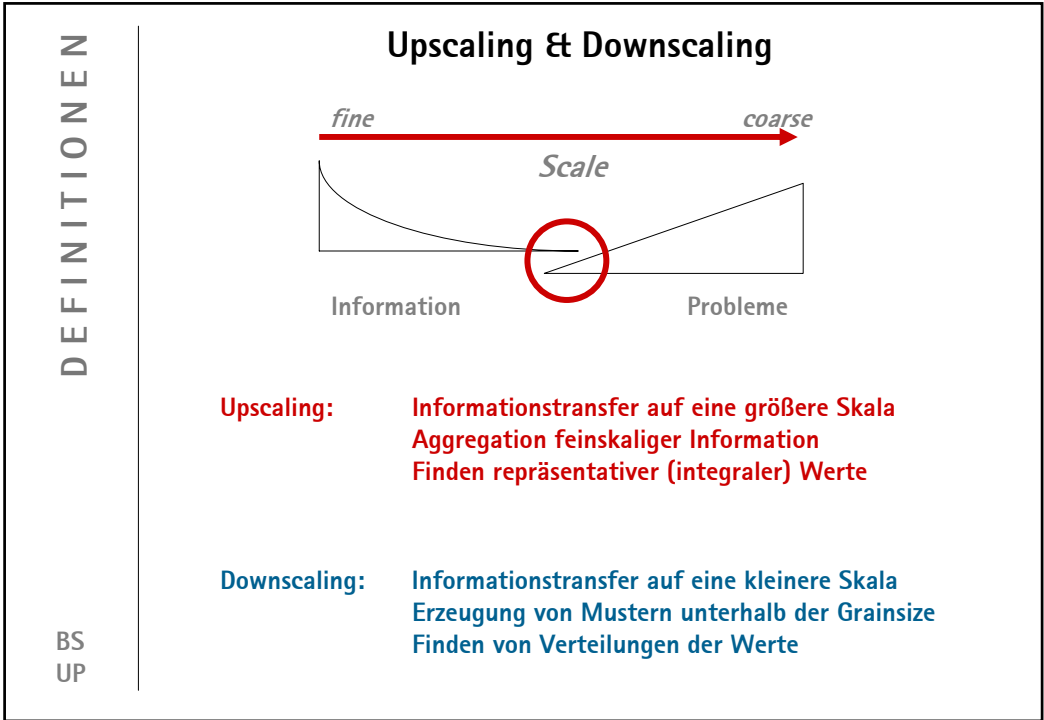 DEFINITIONEN
Upscaling & Downscaling
fine coarse
Scale
Information Probleme
Upscaling: Informationstransfer auf eine größere Skala
Aggregation feinskaliger Information
Finden repräsentativer (integraler) Werte
Downscaling: Informationstransfer auf eine kleinere Skala
Erzeugung von Mustern unterhalb der Grainsize
Finden von Verteilungen der Werte
BS
UP